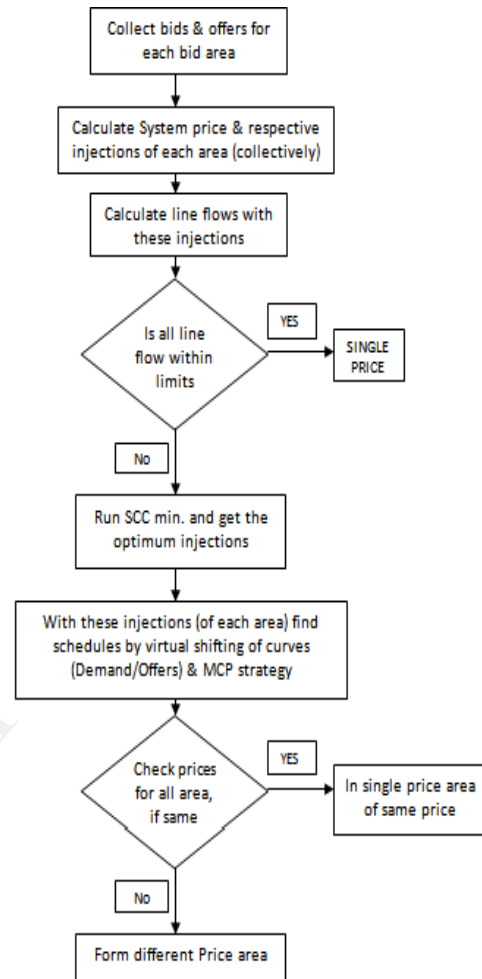 Collect bids & offers for
each bid area
Calculate System price & respective
injections of each area (collectively)
Calculate line flows with
these injections
Is all line
flow within
limits
YES
SINGLE
PRICE
No
Run SCC min. and get the
optimum injections
With these injections (of each area) find
schedules by virtual shifting of curves
(Demand/Offers) & MCP strategy
Check prices
for all area,
if same
YES
In single price area
of same price
No
Form different Price area